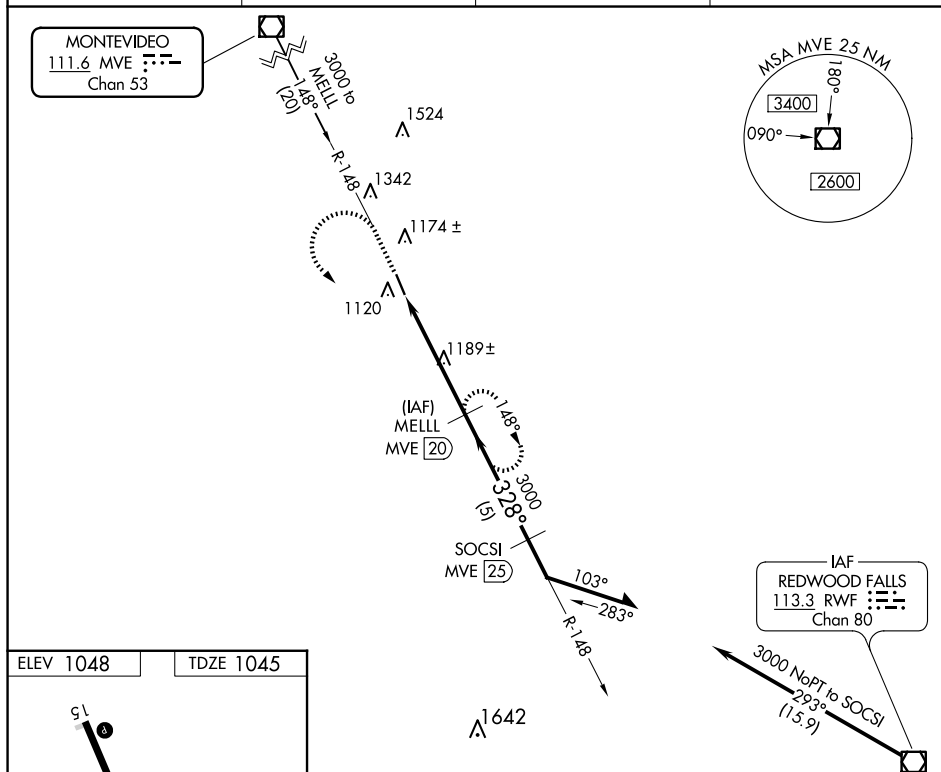 MONTEVIDEO
111.6 MVE
Chan 53
3000 to
MELLL
148°
(20)
R-148
1524
1342
1174 ±
1120
1189±
MSA MVE 25 NM
180°
3400
090°
2600
(IAF)
MELLL
MVE 20
148°
3000
328°
(5)
SOCSI
MVE 25
103°
283°
R-148
IAF
REDWOOD FALLS
113.3 RWF
Chan 80
3000 NoPT to SOCSI
293°
(15.9)
1642
ELEV 1048
TDZE 1045
15
P